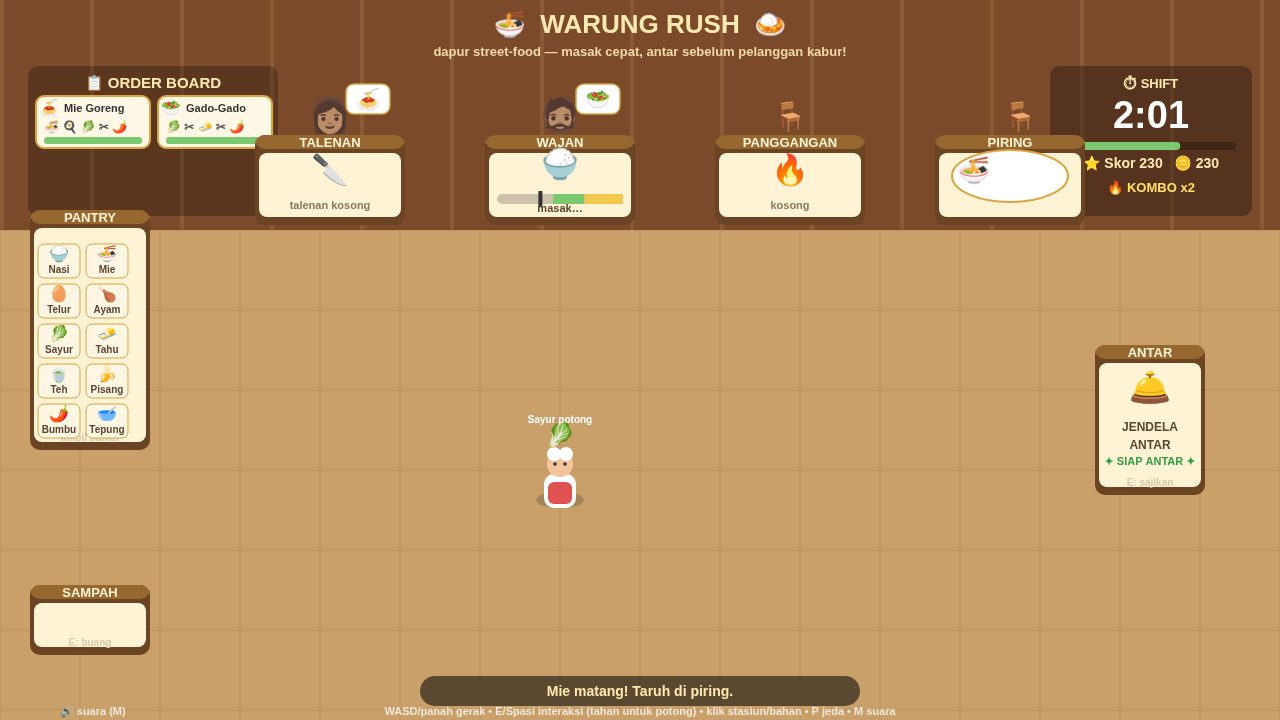 WARUNG RUSH
dapur street-food — masak cepat, antar sebelum pelanggan kabur!
ORDER BOARD
Mie Goreng
Gado-Gado
SHIFT
2:01
Skor 230 230
KOMBO x2
TALENAN
talenan kosong
WAJAN
masak…
PANGGANGAN
kosong
PIRING
PANTRY
Nasi
Mie
Telur
Ayam
Sayur
Tahu
Teh
Pisang
Bumbu
Tepung
Sayur potong
ANTAR
JENDELA
ANTAR
✦ SIAP ANTAR ✦
E: sajikan
SAMPAH
E: buang
Mie matang! Taruh di piring.
suara (M)
WASD/panah gerak • E/Spasi interaksi (tahan untuk potong) • klik stasiun/bahan • P jeda • M suara